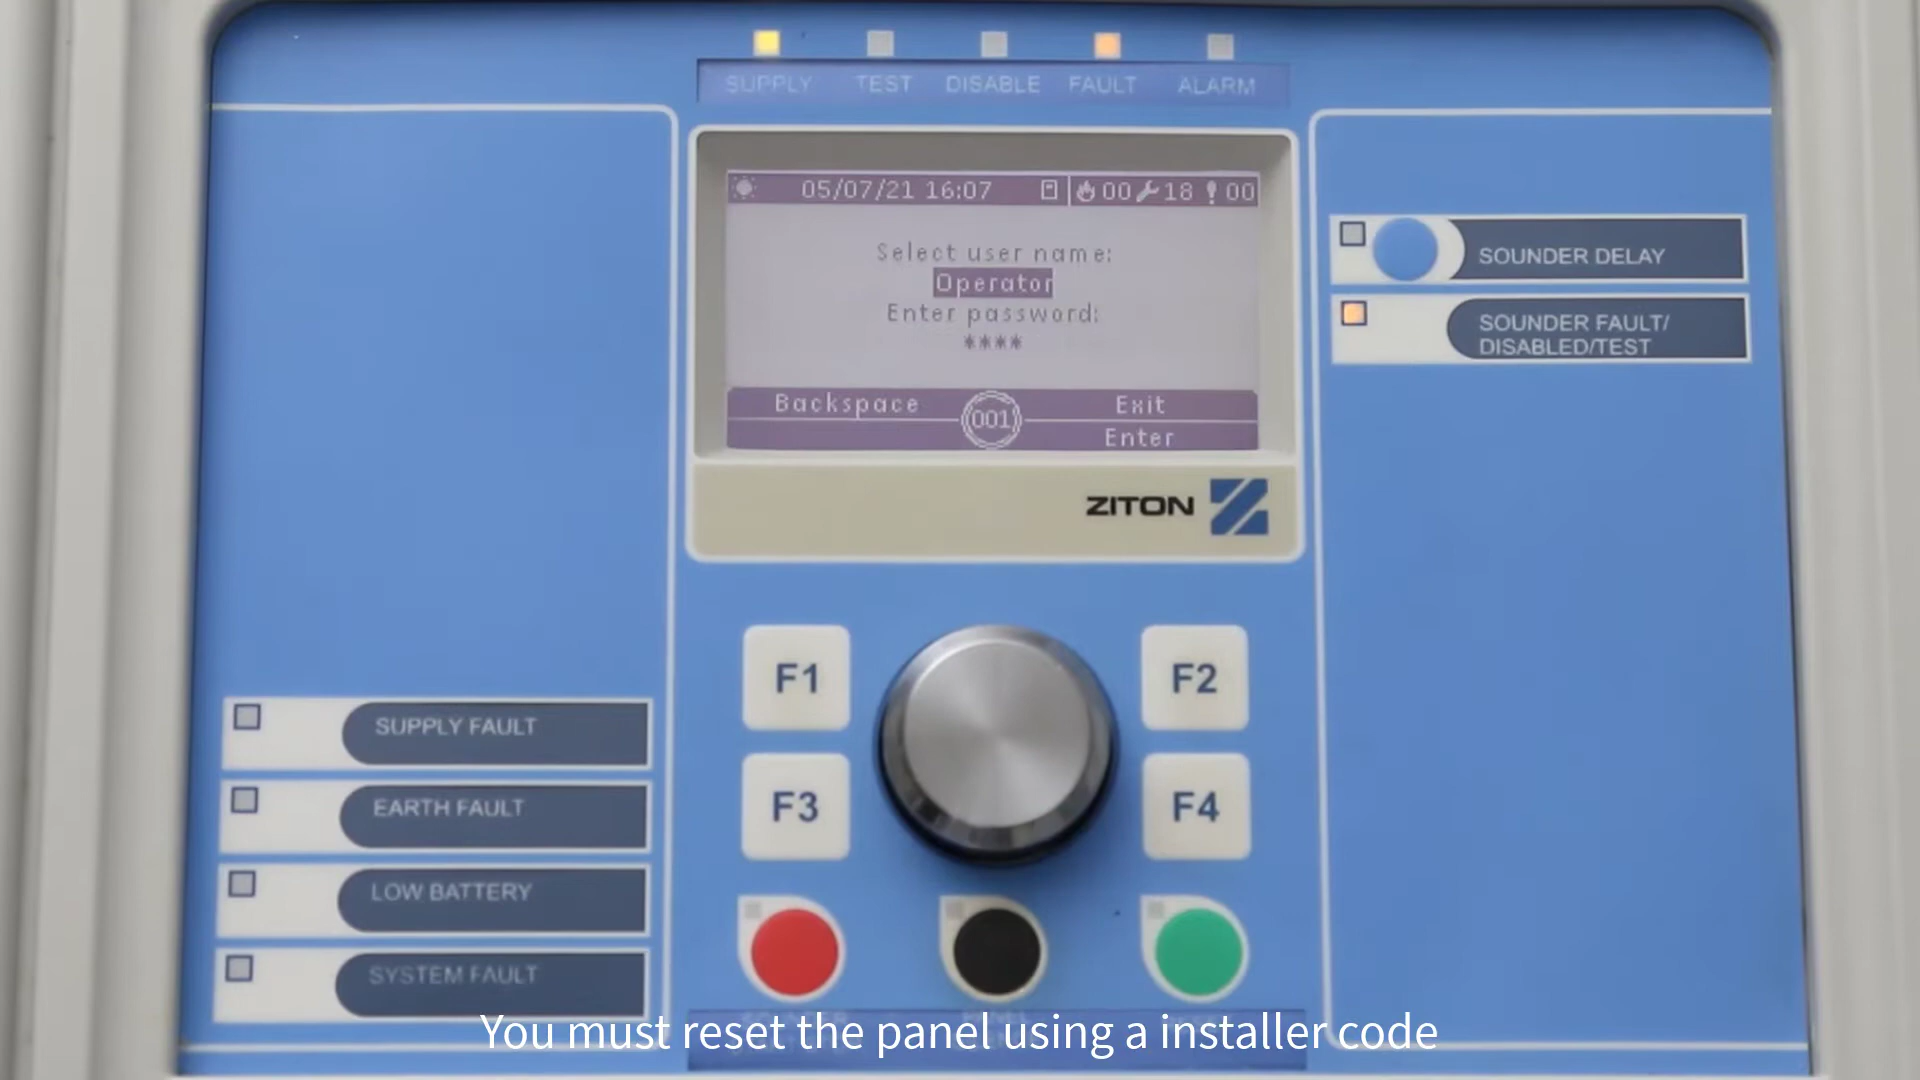 SUPPLY TEST DISABLE FAULT ALARM
05/07/21 16:07 00 18 00
Select user name:
Operator
Enter password:
****
Backspace Exit
001
Enter
ZITON
SOUNDER DELAY
SOUNDER FAULT/
DISABLED/TEST
F1 F2
F3 F4
SUPPLY FAULT
EARTH FAULT
LOW BATTERY
SYSTEM FAULT
You must reset the panel using a installer code